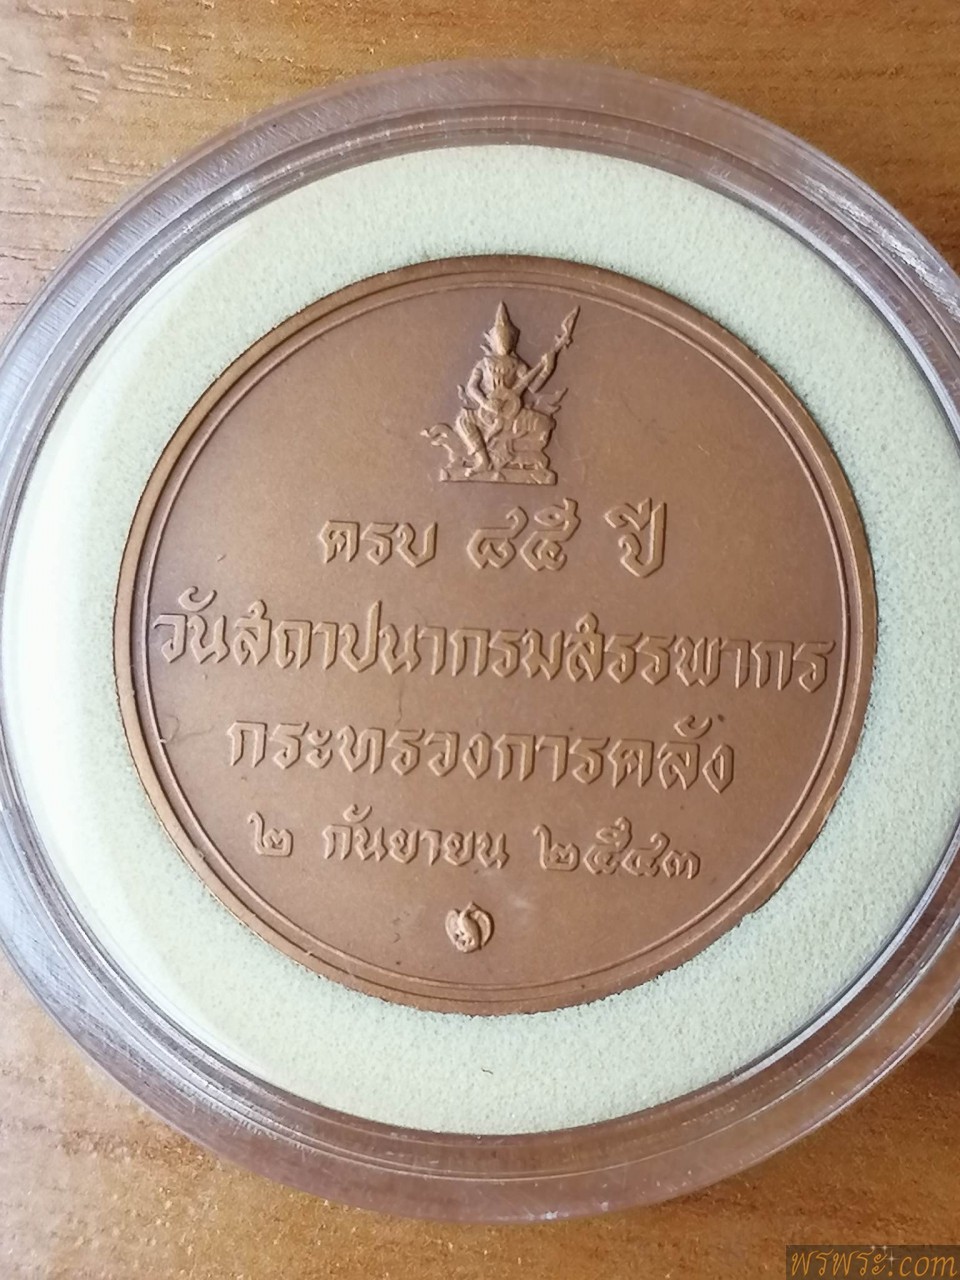 ครบ ๘๕ ปี
วันสถาปนากรมสรรพากร
กระทรวงการคลัง
๒ กันยายน ๒๕๔๓
พรพระ.com